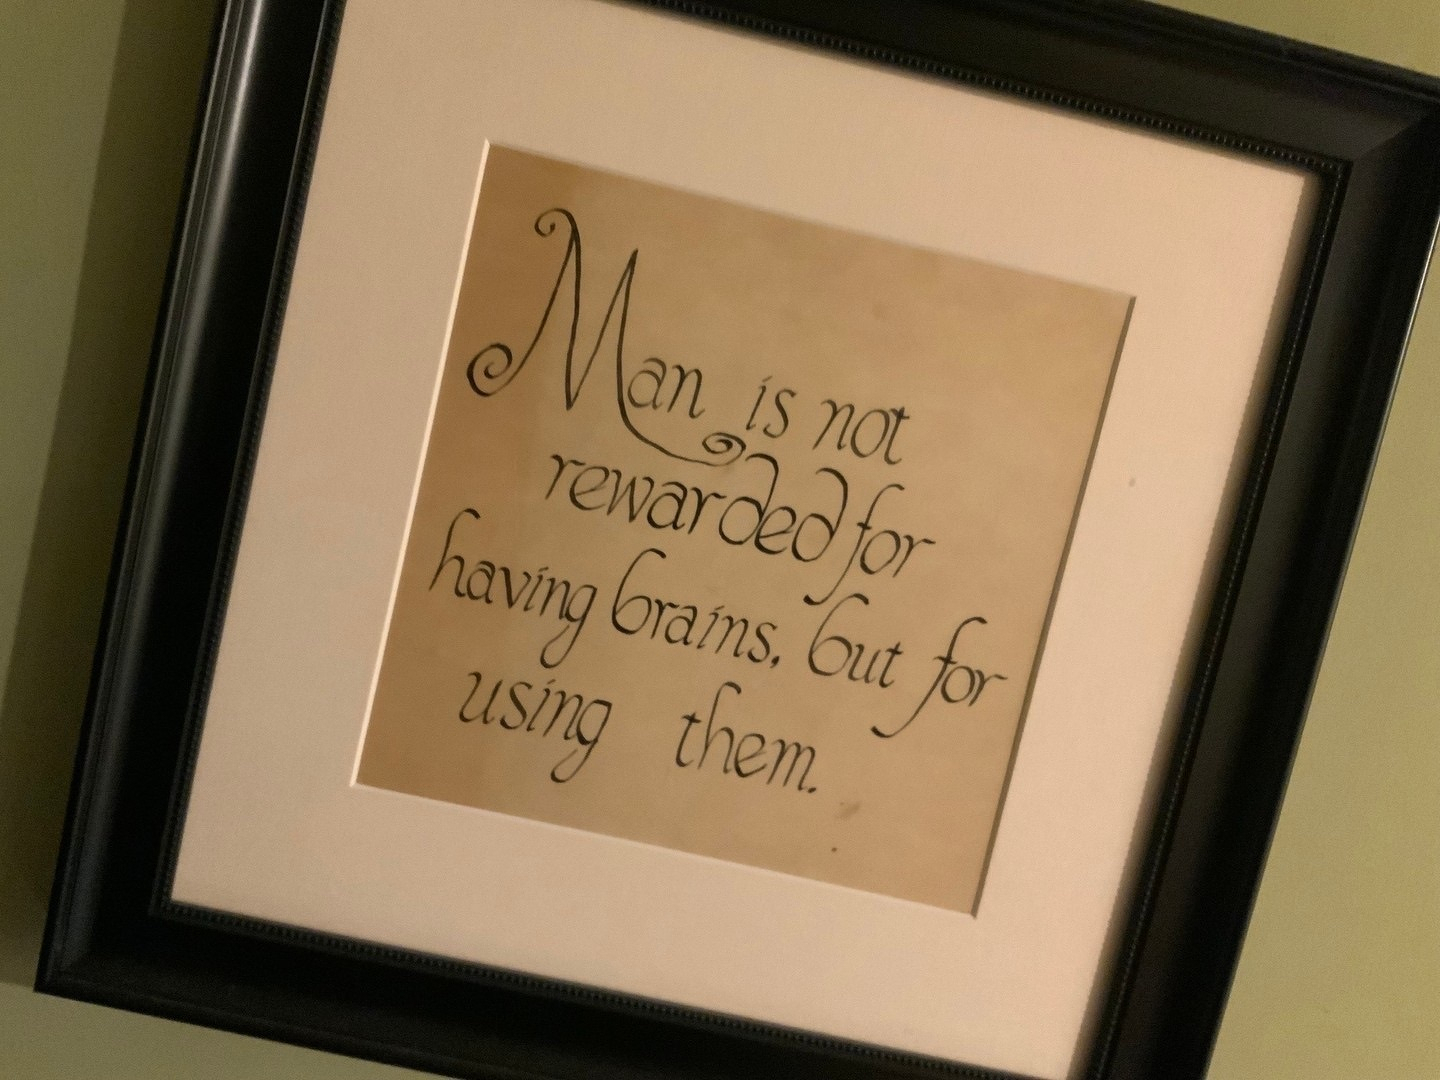 Man is not
rewarded for
having brains, but for
using them.